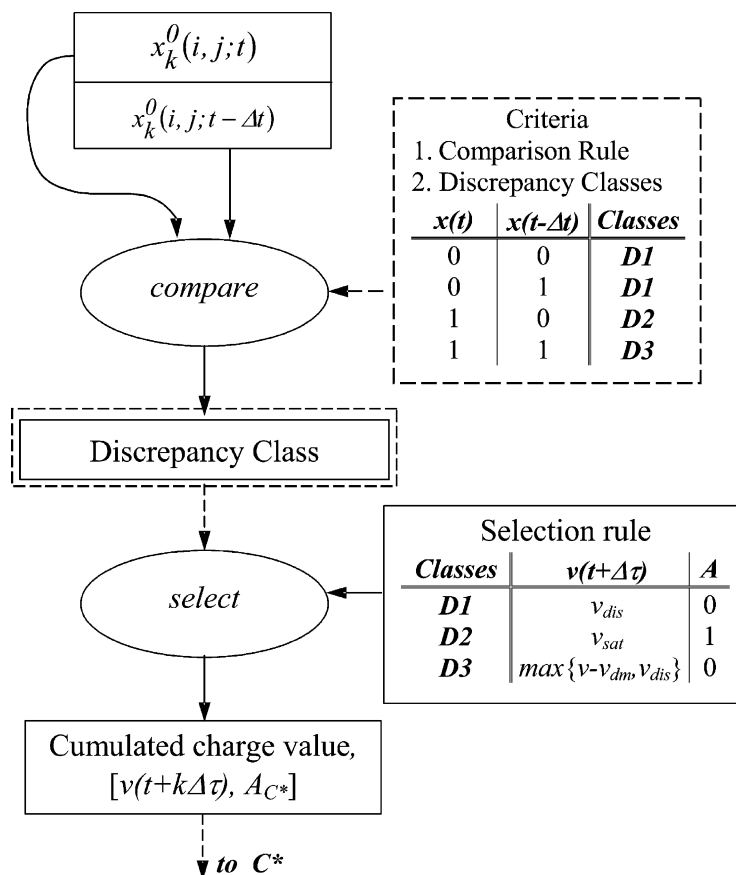 x_k^0(i, j; t)
x_k^0(i, j; t − Δt)
Criteria
1. Comparison Rule
2. Discrepancy Classes
x(t) x(t-Δt) Classes
0 0 D1
0 1 D1
1 0 D2
1 1 D3
compare
Discrepancy Class
Selection rule
Classes v(t+Δτ) A
D1 v_dis 0
D2 v_sat 1
D3 max{v-v_dm,v_dis} 0
select
Cumulated charge value,
[v(t+kΔτ), A_C*]
to C*